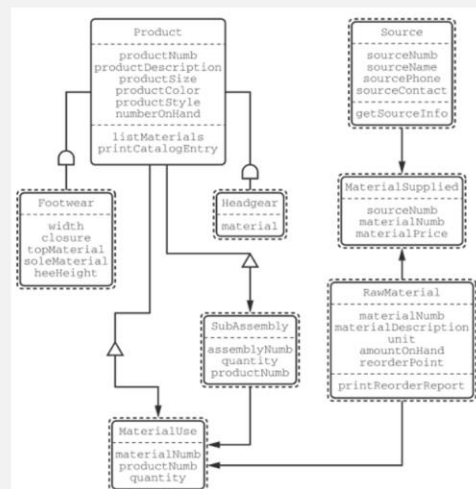 Product
productNumb
productDescription
productSize
productColor
productStyle
numberOnHand
listMaterials
printCatalogEntry
Source
sourceNumb
sourceName
sourcePhone
sourceContact
getSourceInfo
Footwear
width
closure
topMaterial
soleMaterial
heeHeight
Headgear
material
MaterialSupplied
sourceNumb
materialNumb
materialPrice
SubAssembly
assemblyNumb
quantity
productNumb
RawMaterial
materialNumb
materialDescription
unit
amountOnHand
reorderPoint
printReorderReport
MaterialUse
materialNumb
productNumb
quantity